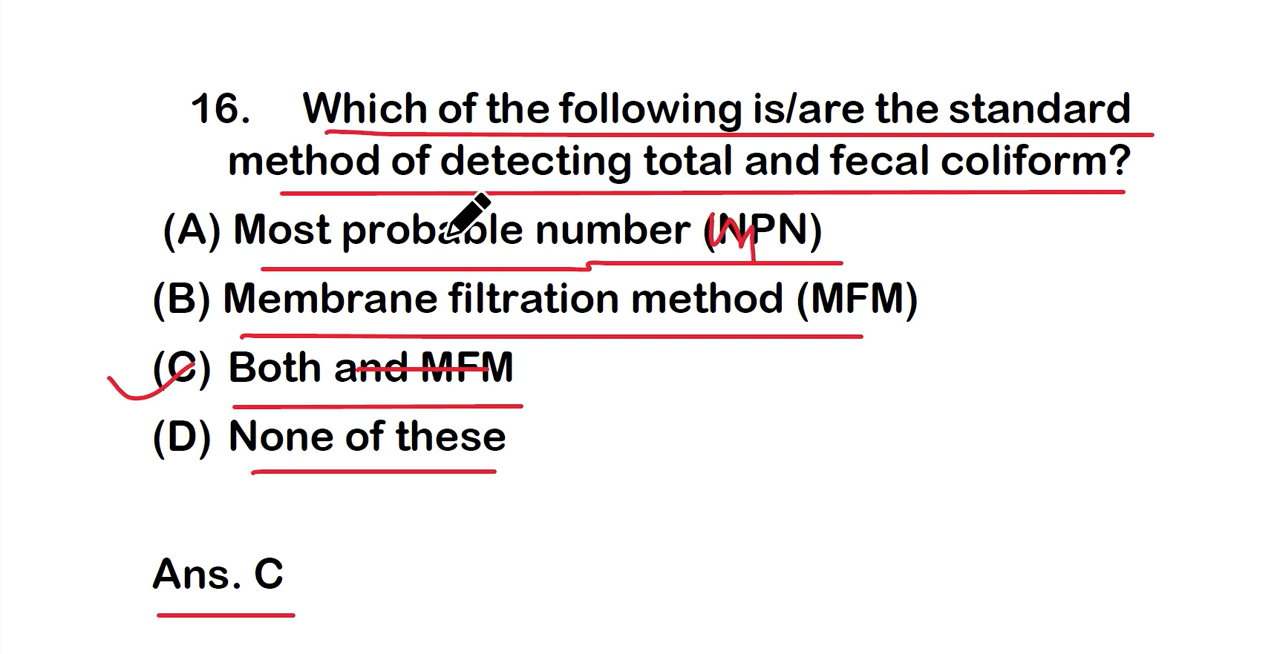 16. Which of the following is/are the standard
method of detecting total and fecal coliform?
(A) Most probable number (NPN)
(B) Membrane filtration method (MFM)
(C) Both and MFM
(D) None of these
Ans. C